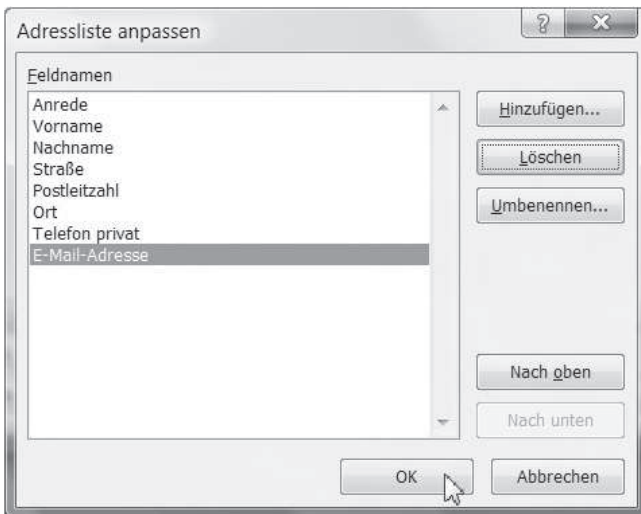 Adressliste anpassen
Feldnamen
Anrede
Vorname
Nachname
Straße
Postleitzahl
Ort
Telefon privat
E-Mail-Adresse
Hinzufügen...
Löschen
Umbenennen...
Nach oben
Nach unten
OK
Abbrechen